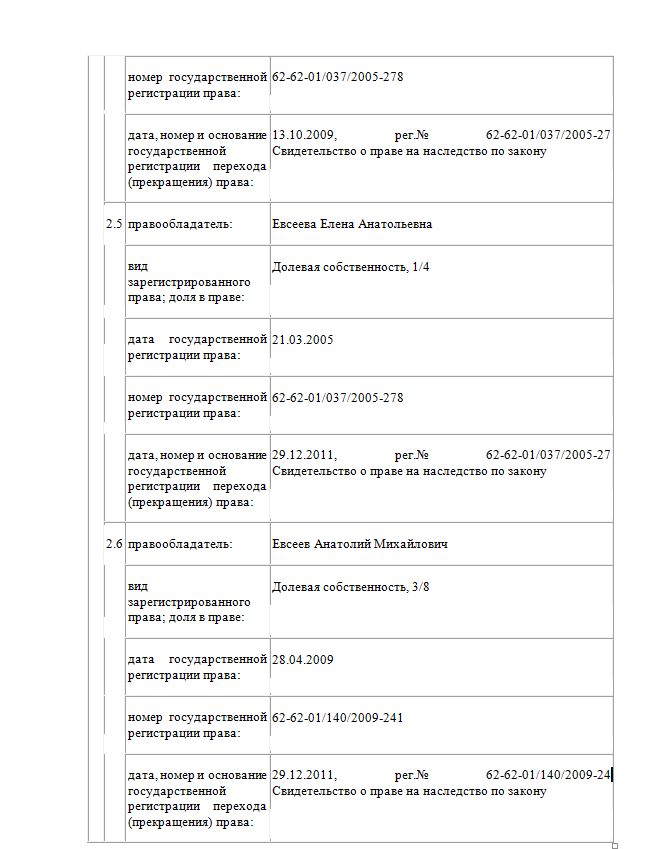 номер государственной 62-62-01/037/2005-278
регистрации права:
дата, номер и основание 13.10.2009, рег.№ 62-62-01/037/2005-27
государственной Свидетельство о праве на наследство по закону
регистрации перехода
(прекращения) права:
2.5 правообладатель: Евсеева Елена Анатольевна
вид Долевая собственность, 1/4
зарегистрированного
права; доля в праве:
дата государственной 21.03.2005
регистрации права:
номер государственной 62-62-01/037/2005-278
регистрации права:
дата, номер и основание 29.12.2011, рег.№ 62-62-01/037/2005-27
государственной Свидетельство о праве на наследство по закону
регистрации перехода
(прекращения) права:
2.6 правообладатель: Евсеев Анатолий Михайлович
вид Долевая собственность, 3/8
зарегистрированного
права; доля в праве:
дата государственной 28.04.2009
регистрации права:
номер государственной 62-62-01/140/2009-241
регистрации права:
дата, номер и основание 29.12.2011, рег.№ 62-62-01/140/2009-24
государственной Свидетельство о праве на наследство по закону
регистрации перехода
(прекращения) права: